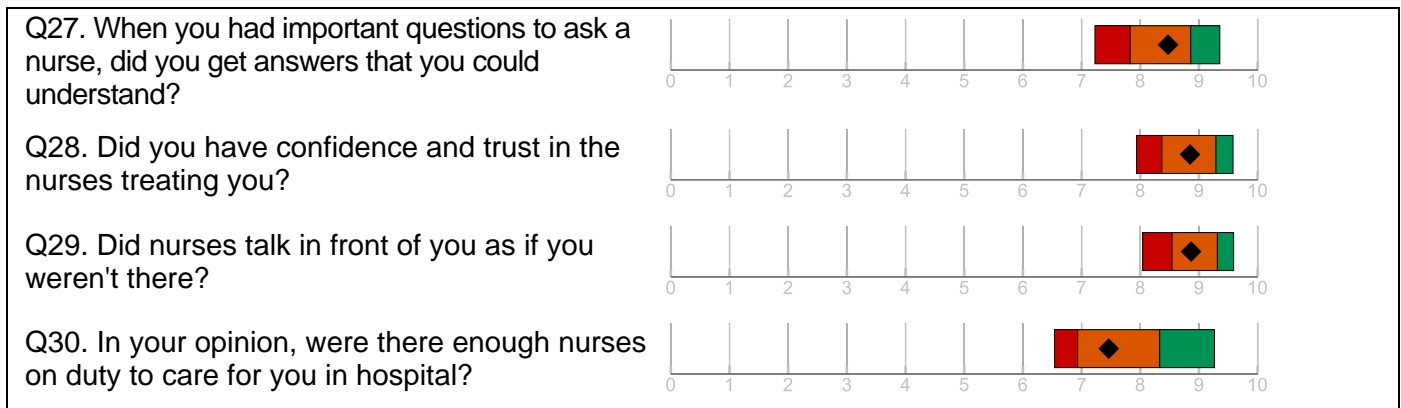 Q27. When you had important questions to ask a
nurse, did you get answers that you could
understand?
0 1 2 3 4 5 6 7 8 9 10
Q28. Did you have confidence and trust in the
nurses treating you?
0 1 2 3 4 5 6 7 8 9 10
Q29. Did nurses talk in front of you as if you
weren't there?
0 1 2 3 4 5 6 7 8 9 10
Q30. In your opinion, were there enough nurses
on duty to care for you in hospital?
0 1 2 3 4 5 6 7 8 9 10